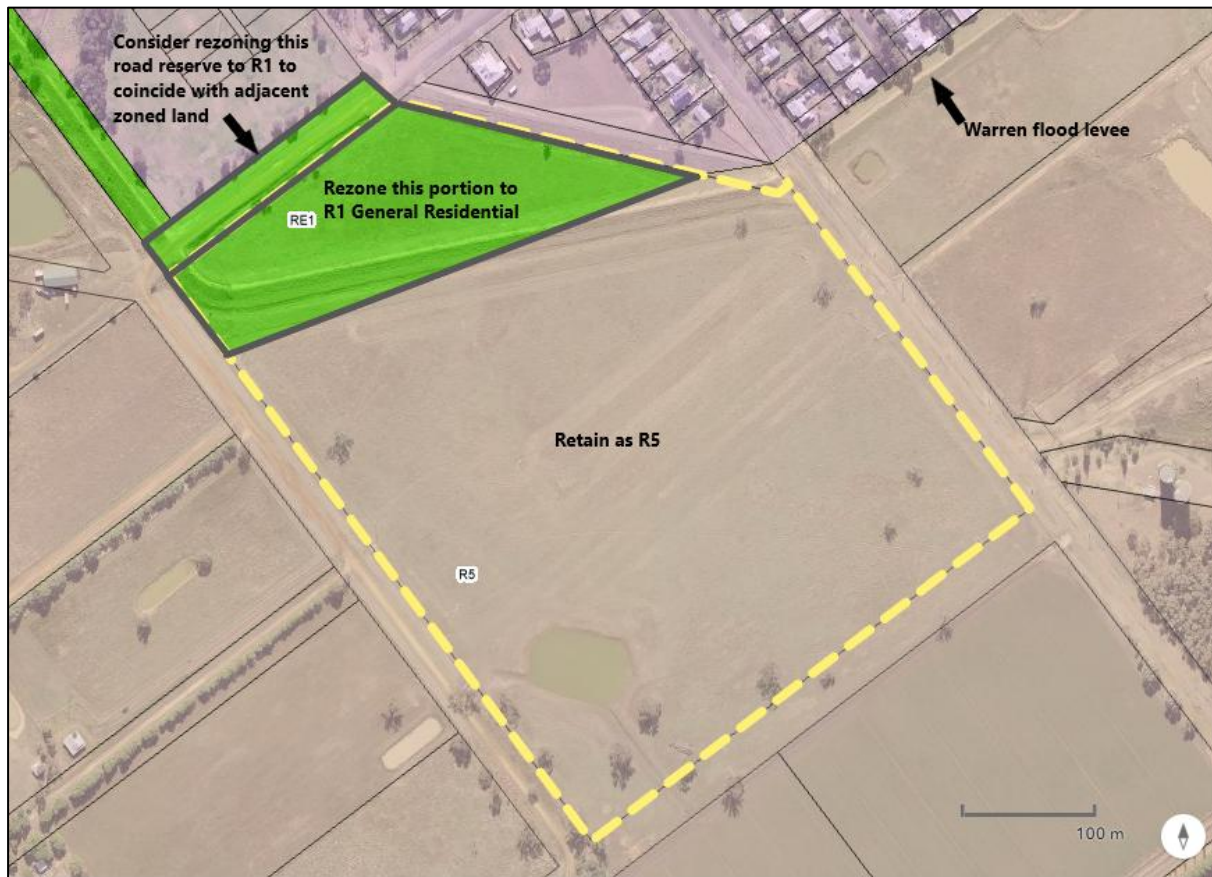 Consider rezoning this
road reserve to R1 to
coincide with adjacent
zoned land
Warren flood levee
Rezone this portion to
R1 General Residential
RE1
Retain as R5
R5
100 m